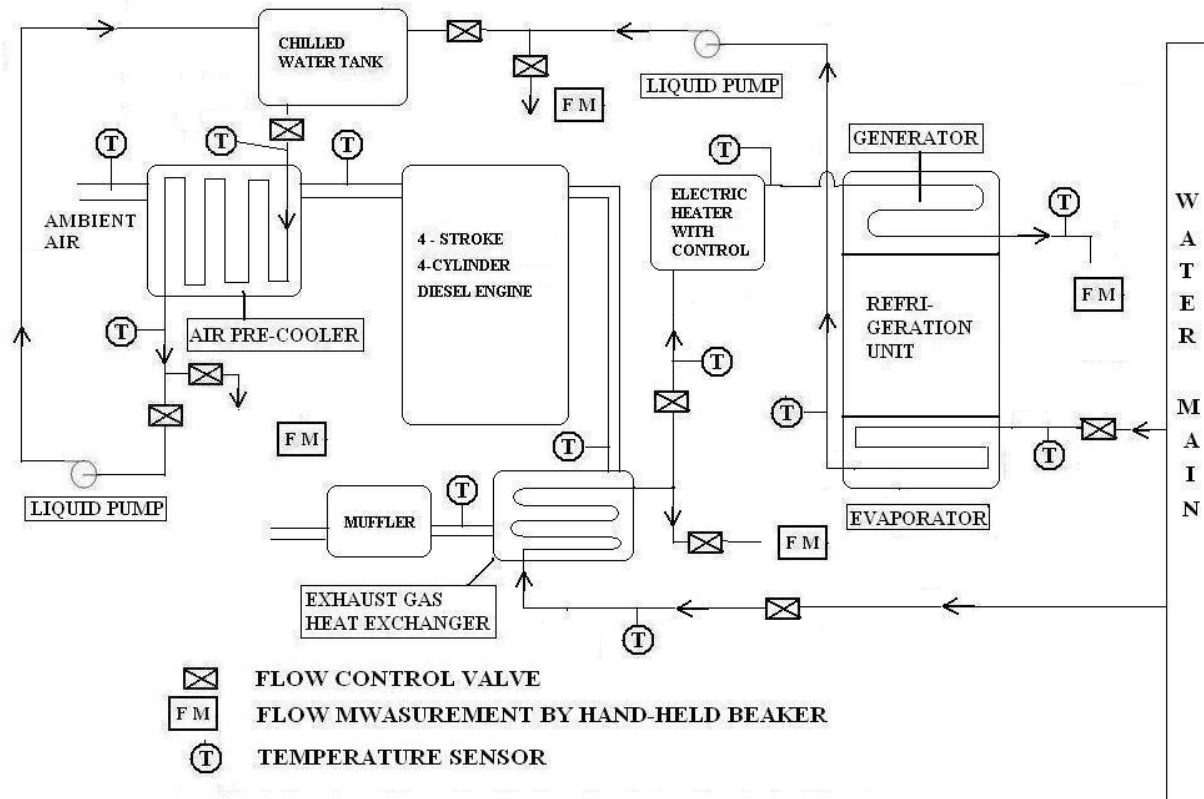 CHILLED
WATER TANK
LIQUID PUMP
F M
GENERATOR
T
T
T
T
T
AMBIENT
AIR
4 - STROKE
4-CYLINDER
DIESEL ENGINE
ELECTRIC
HEATER
WITH
CONTROL
F M
REFRI-
GERATION
UNIT
WATER MAIN
T
AIR PRE-COOLER
T
T
F M
T
T
T
LIQUID PUMP
MUFFLER
T
EVAPORATOR
F M
EXHAUST GAS
HEAT EXCHANGER
T
FLOW CONTROL VALVE
F M
FLOW MWASUREMENT BY HAND-HELD BEAKER
T
TEMPERATURE SENSOR